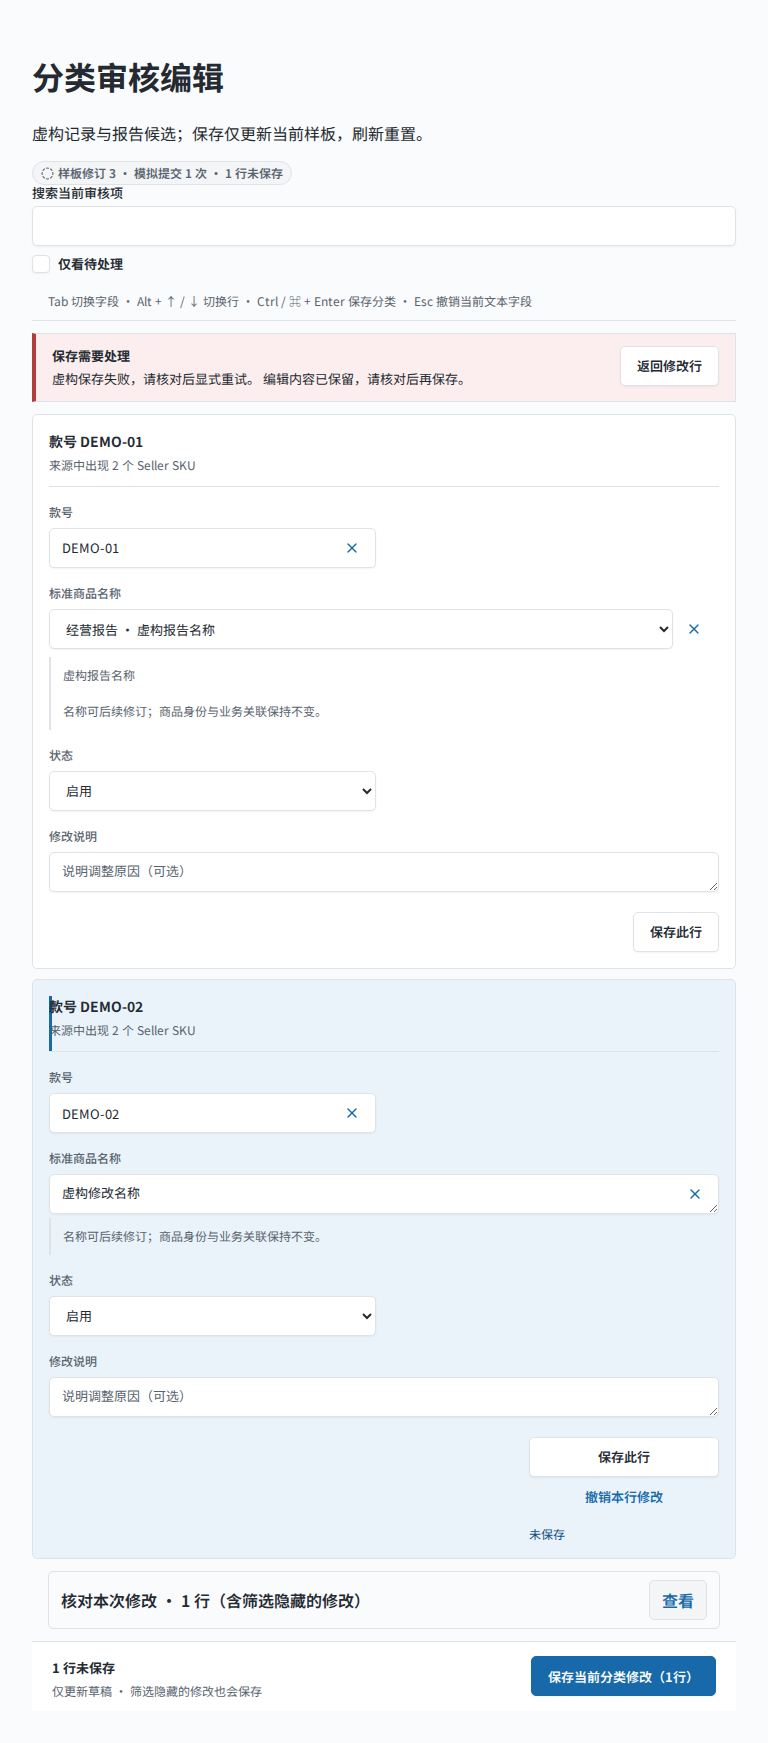 分类审核编辑
虚构记录与报告候选；保存仅更新当前样板，刷新重置。
样板修订 3 • 模拟提交 1 次 • 1 行未保存
搜索当前审核项
仅看待处理
Tab 切换字段 • Alt + ↑ / ↓ 切换行 • Ctrl / ⌘ + Enter 保存分类 • Esc 撤销当前文本字段
保存需要处理
虚构保存失败，请核对后显式重试。 编辑内容已保留，请核对后再保存。
返回修改行
款号 DEMO-01
来源中出现 2 个 Seller SKU
款号
DEMO-01
标准商品名称
经营报告 • 虚构报告名称
虚构报告名称
名称可后续修订；商品身份与业务关联保持不变。
状态
启用
修改说明
说明调整原因（可选）
保存此行
款号 DEMO-02
来源中出现 2 个 Seller SKU
款号
DEMO-02
标准商品名称
虚构修改名称
名称可后续修订；商品身份与业务关联保持不变。
状态
启用
修改说明
说明调整原因（可选）
保存此行
撤销本行修改
未保存
核对本次修改 • 1 行（含筛选隐藏的修改）
查看
1 行未保存
仅更新草稿 • 筛选隐藏的修改也会保存
保存当前分类修改（1行）